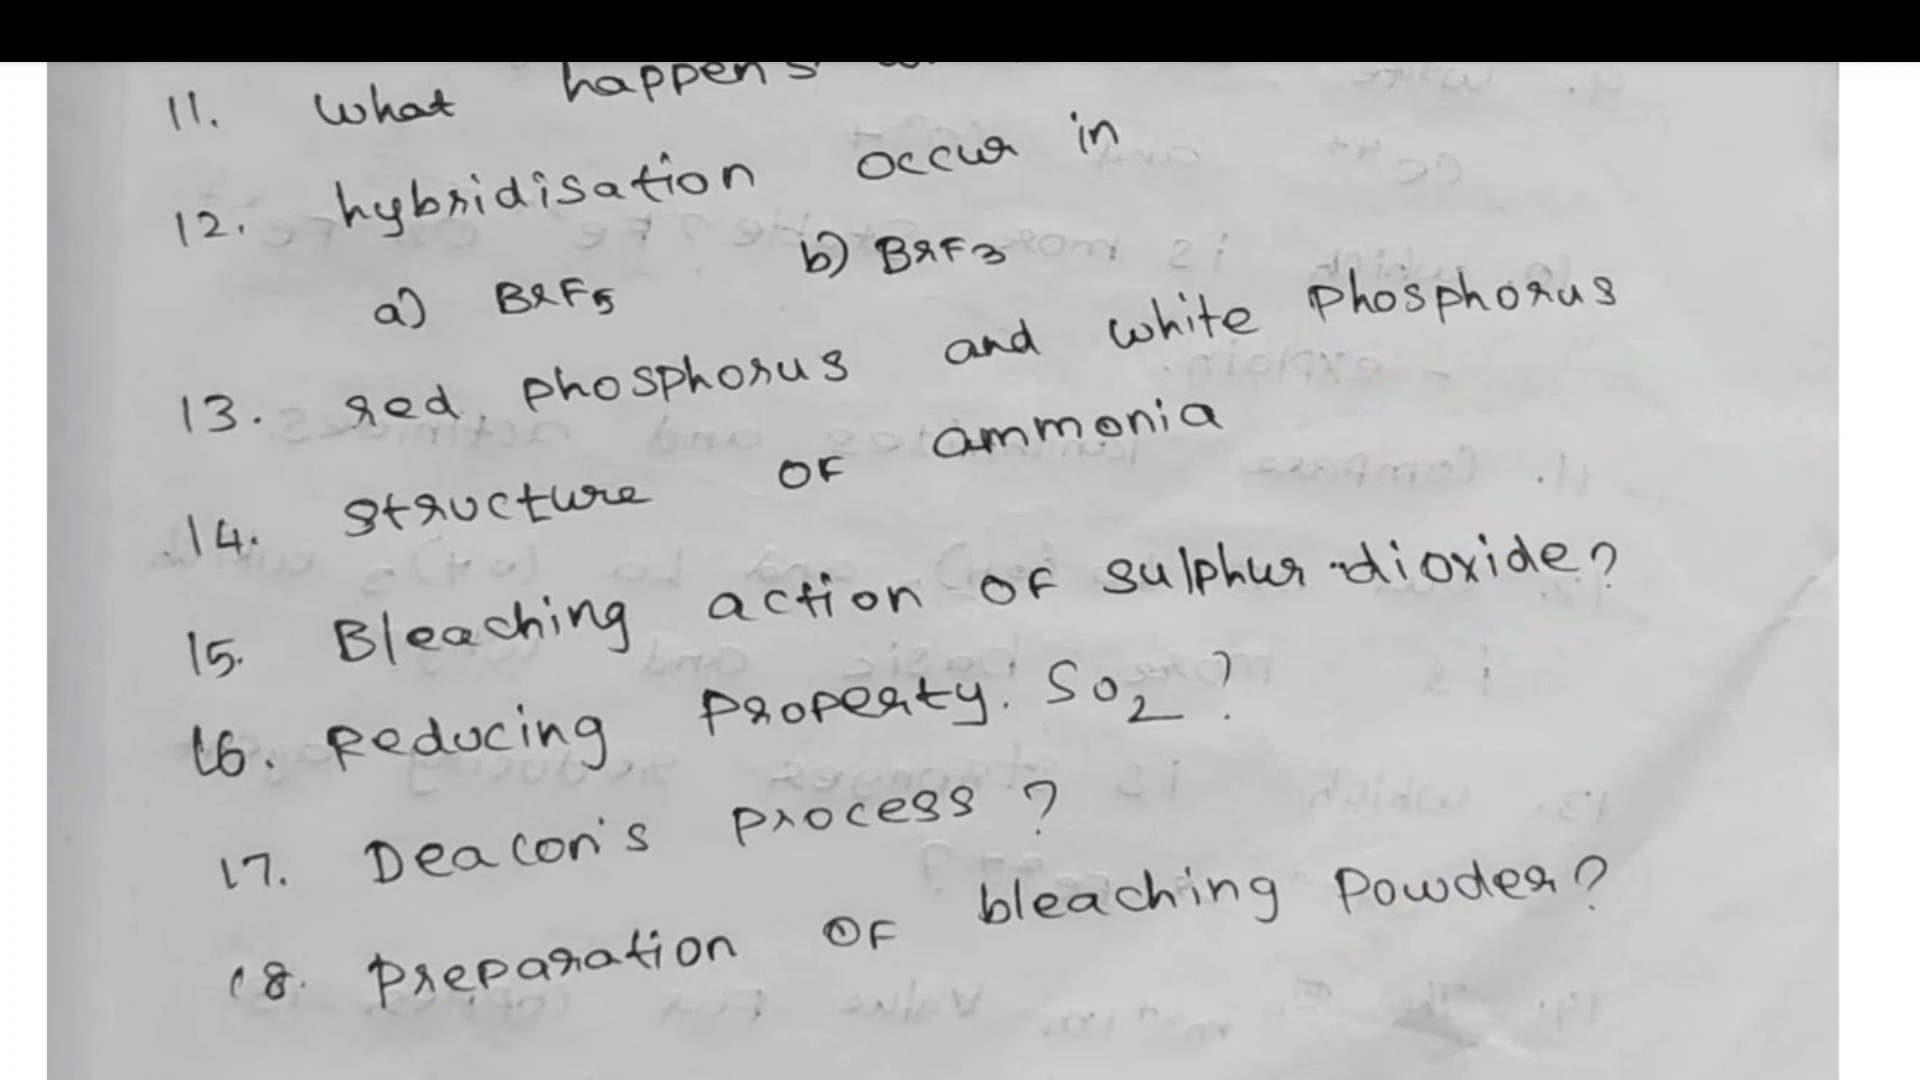 11. What happens
12. hybridisation occur in
a) BrF5 b) BrF3
13. red phosphorus and white phosphorus
14. structure of ammonia
15. Bleaching action of sulphur dioxide?
16. Reducing property. SO2?
17. Deacon's process?
18. Preparation of bleaching powder?